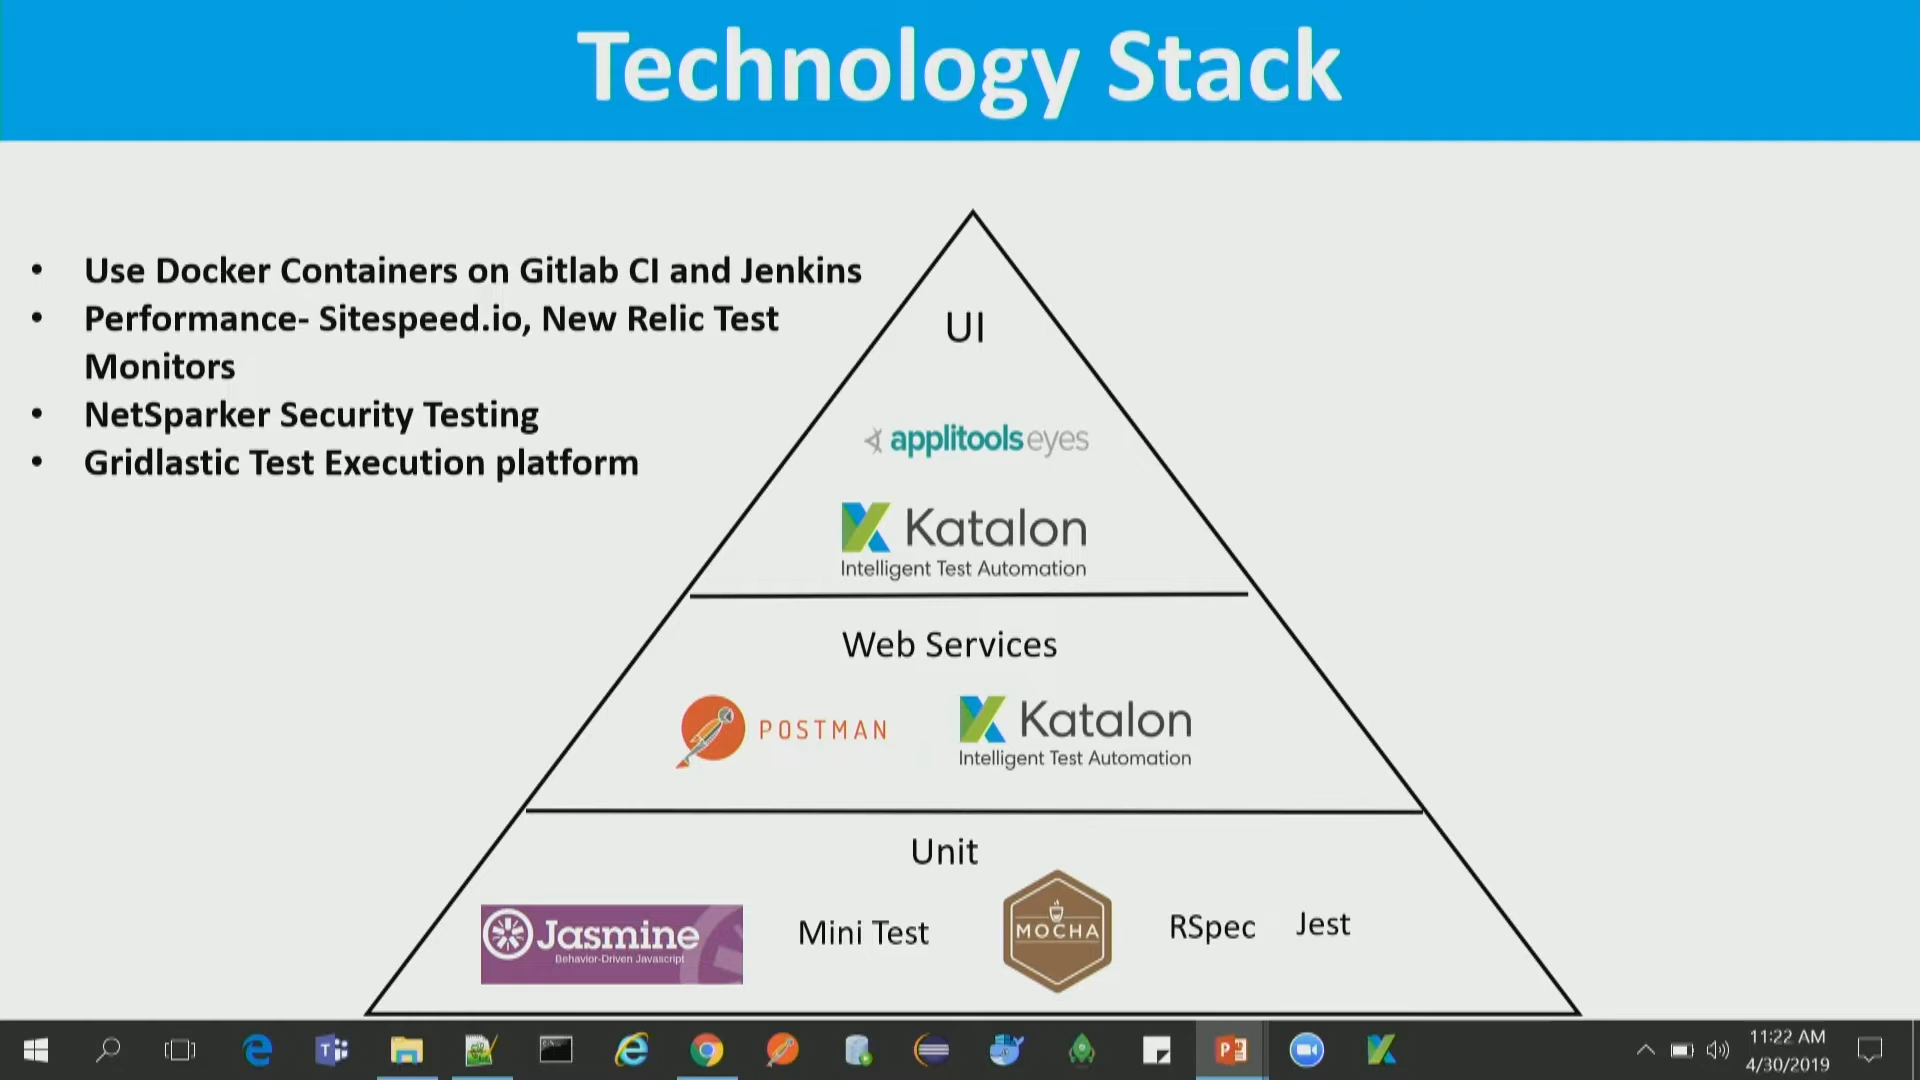 Technology Stack
• Use Docker Containers on Gitlab CI and Jenkins
• Performance- Sitespeed.io, New Relic Test
Monitors
• NetSparker Security Testing
• Gridlastic Test Execution platform
UI
applitools eyes
Katalon
Intelligent Test Automation
Web Services
POSTMAN
Katalon
Intelligent Test Automation
Unit
Jasmine
Behavior-Driven Javascript
Mini Test
MOCHA
RSpec
Jest
11:22 AM
4/30/2019